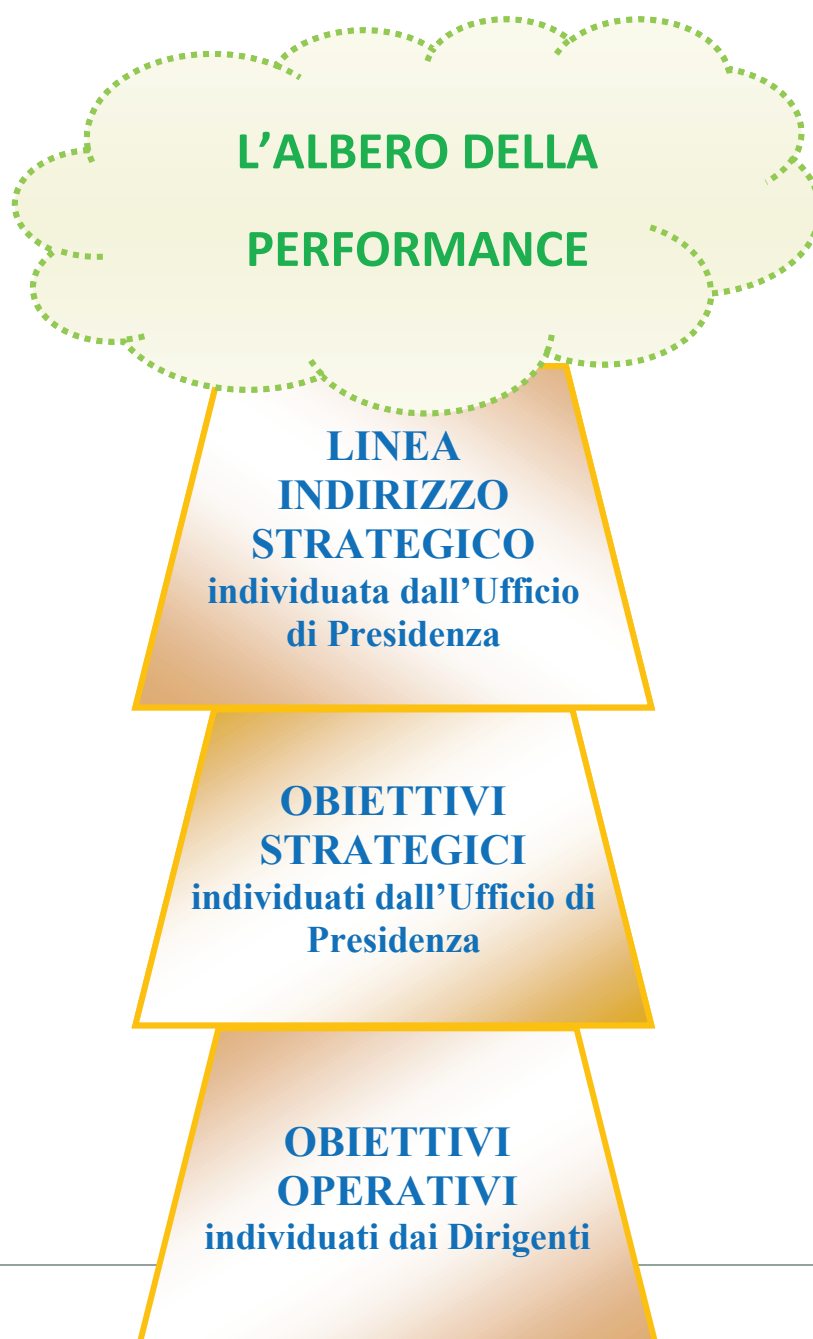 L’ALBERO DELLA
PERFORMANCE
LINEA
INDIRIZZO
STRATEGICO
individuata dall’Ufficio
di Presidenza
OBIETTIVI
STRATEGICI
individuati dall’Ufficio di
Presidenza
OBIETTIVI
OPERATIVI
individuati dai Dirigenti